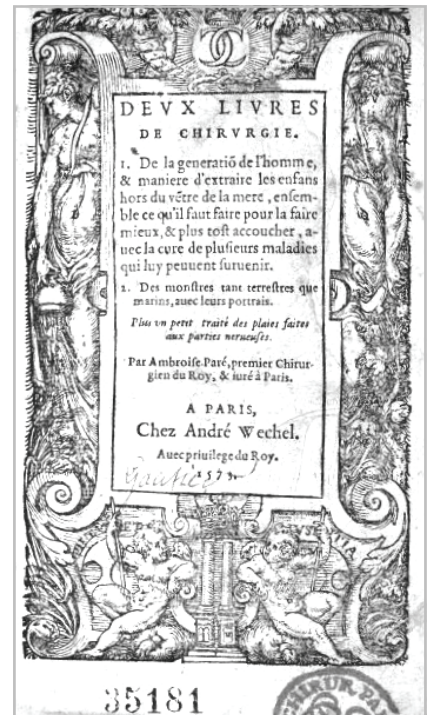 DEVX LIVRES
DE CHIRVRGIE.
1. De la generatiõ de l'homme,
& maniere d'extraire les enfans
hors du vẽtre de la mere, ensem-
ble ce qu'il faut faire pour la faire
mieux, & plus tost accoucher, a-
uec la cure de plusieurs maladies
qui luy peuuent suruenir.
2. Des monstres tant terrestres que
marins, auec leurs portrais.
Plus vn petit traité des plaies faites
aux parties nerueuses.
Par Ambroise Paré, premier Chirur-
gien du Roy, & iuré à Paris.
A PARIS,
Chez André Wechel.
Auec priuilege du Roy.
1573.
35181
CHIRUR. PAR